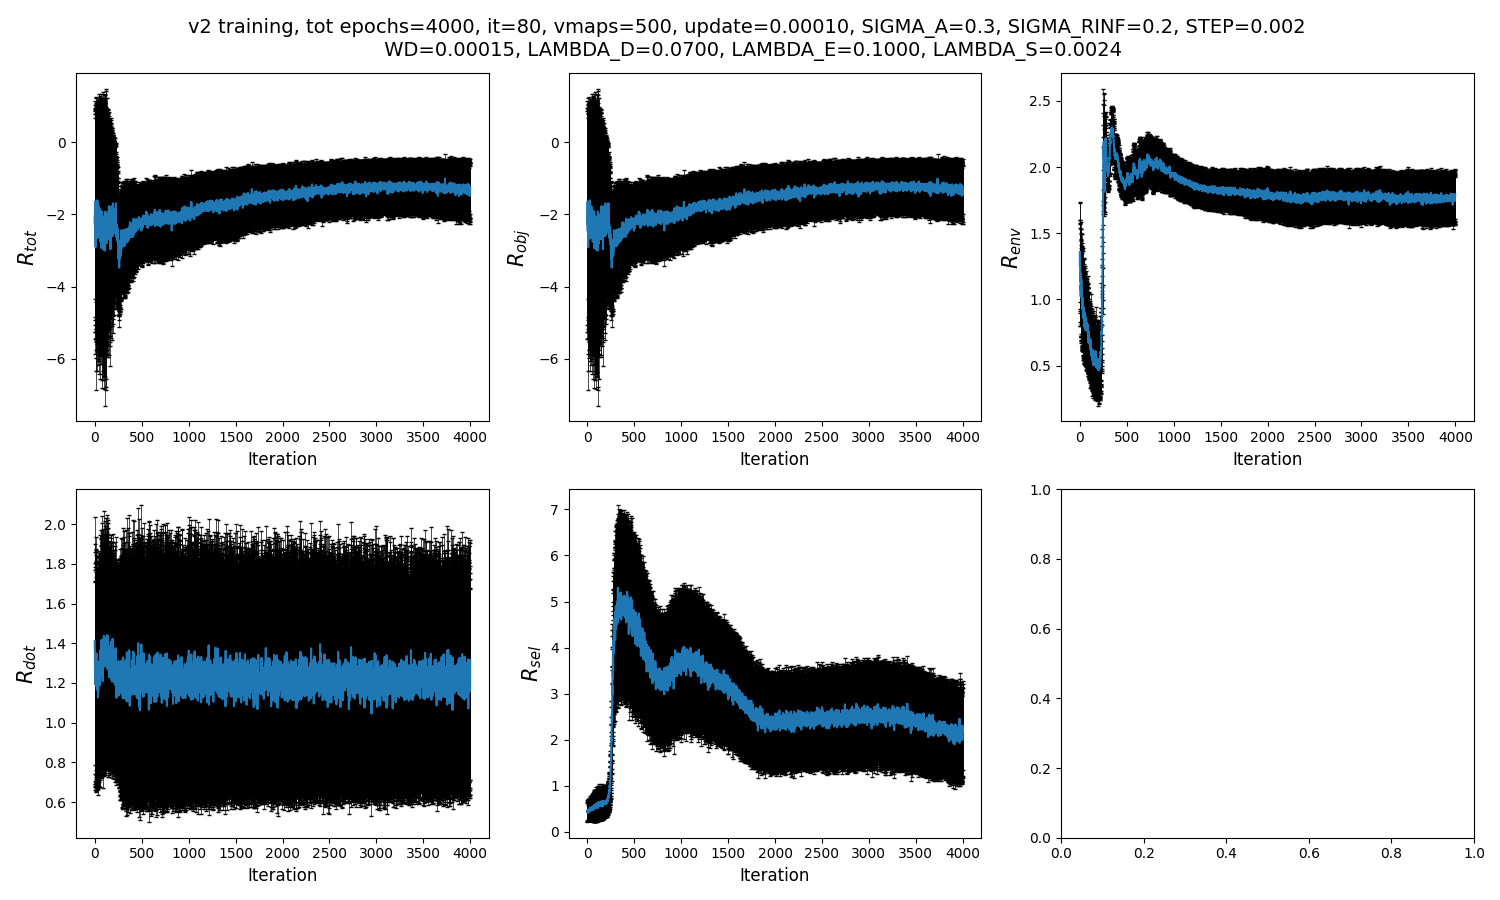 v2 training, tot epochs=4000, it=80, vmaps=500, update=0.00010, SIGMA_A=0.3, SIGMA_RINF=0.2, STEP=0.002
WD=0.00015, LAMBDA_D=0.0700, LAMBDA_E=0.1000, LAMBDA_S=0.0024
R_tot
0
−2
−4
−6
0 500 1000 1500 2000 2500 3000 3500 4000
Iteration
R_obj
0
−2
−4
−6
0 500 1000 1500 2000 2500 3000 3500 4000
Iteration
R_env
2.5
2.0
1.5
1.0
0.5
0 500 1000 1500 2000 2500 3000 3500 4000
Iteration
R_dot
2.0
1.8
1.6
1.4
1.2
1.0
0.8
0.6
0 500 1000 1500 2000 2500 3000 3500 4000
Iteration
R_sel
7
6
5
4
3
2
1
0
0 500 1000 1500 2000 2500 3000 3500 4000
Iteration
1.0
0.8
0.6
0.4
0.2
0.0
0.0 0.2 0.4 0.6 0.8 1.0